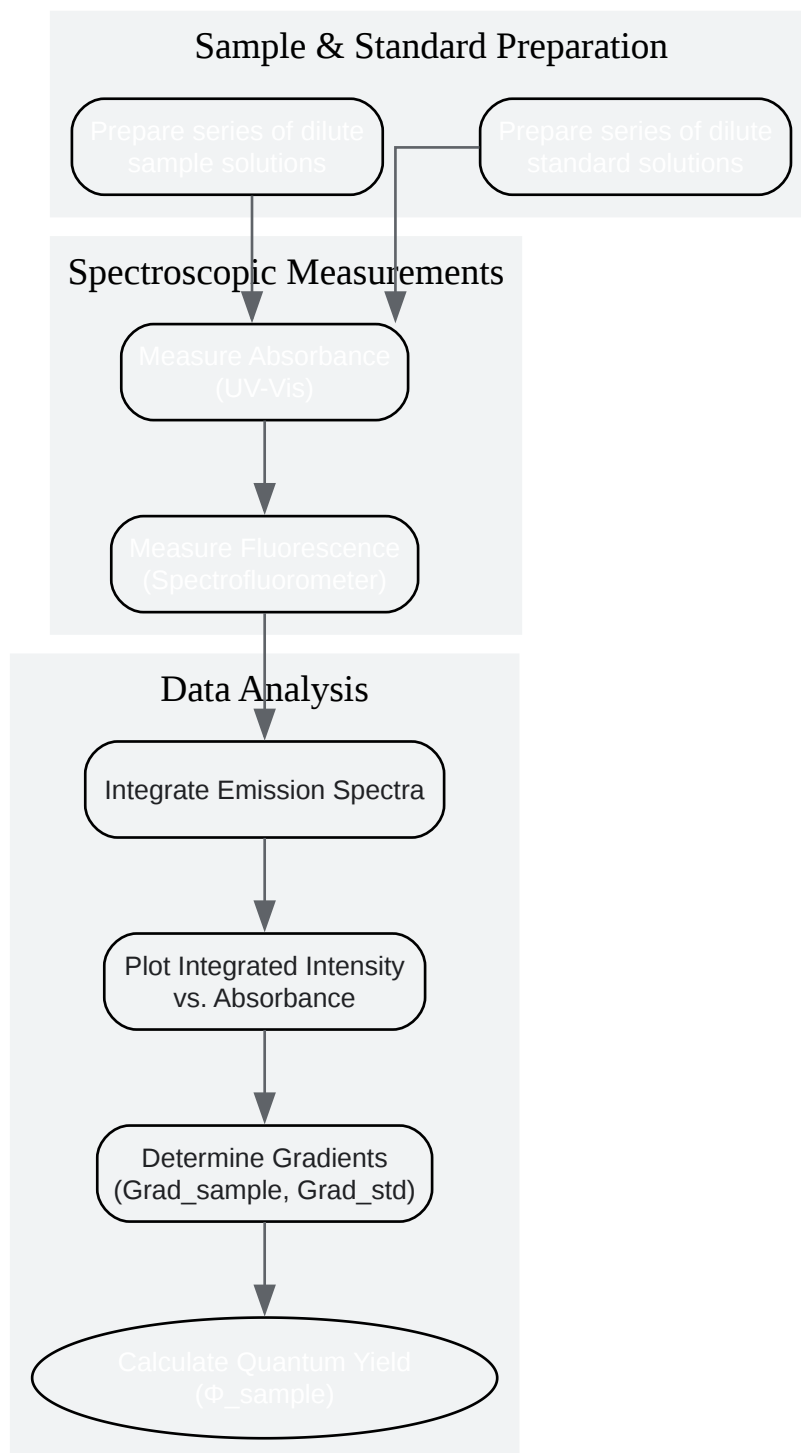 Sample & Standard Preparation
Prepare series of dilute
sample solutions
Prepare series of dilute
standard solutions
Spectroscopic Measurements
Measure Absorbance
(UV-Vis)
Measure Fluorescence
(Spectrofluorometer)
Data Analysis
Integrate Emission Spectra
Plot Integrated Intensity
vs. Absorbance
Determine Gradients
(Grad_sample, Grad_std)
Calculate Quantum Yield
(Φ_sample)